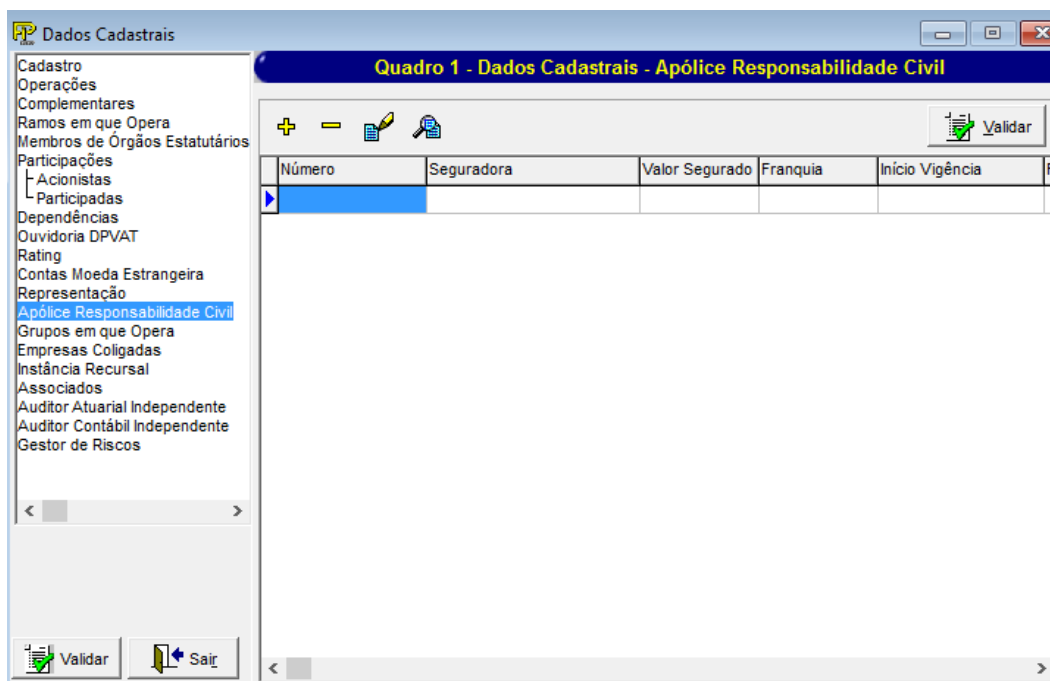 Dados Cadastrais
Cadastro
Operações
Complementares
Ramos em que Opera
Membros de Órgãos Estatutários
Participações
Acionistas
Participadas
Dependências
Ouvidoria DPVAT
Rating
Contas Moeda Estrangeira
Representação
Apólice Responsabilidade Civil
Grupos em que Opera
Empresas Coligadas
Instância Recursal
Associados
Auditor Atuarial Independente
Auditor Contábil Independente
Gestor de Riscos
Validar
Sair
Quadro 1 - Dados Cadastrais - Apólice Responsabilidade Civil
Validar
Número Seguradora Valor Segurado Franquia Início Vigência